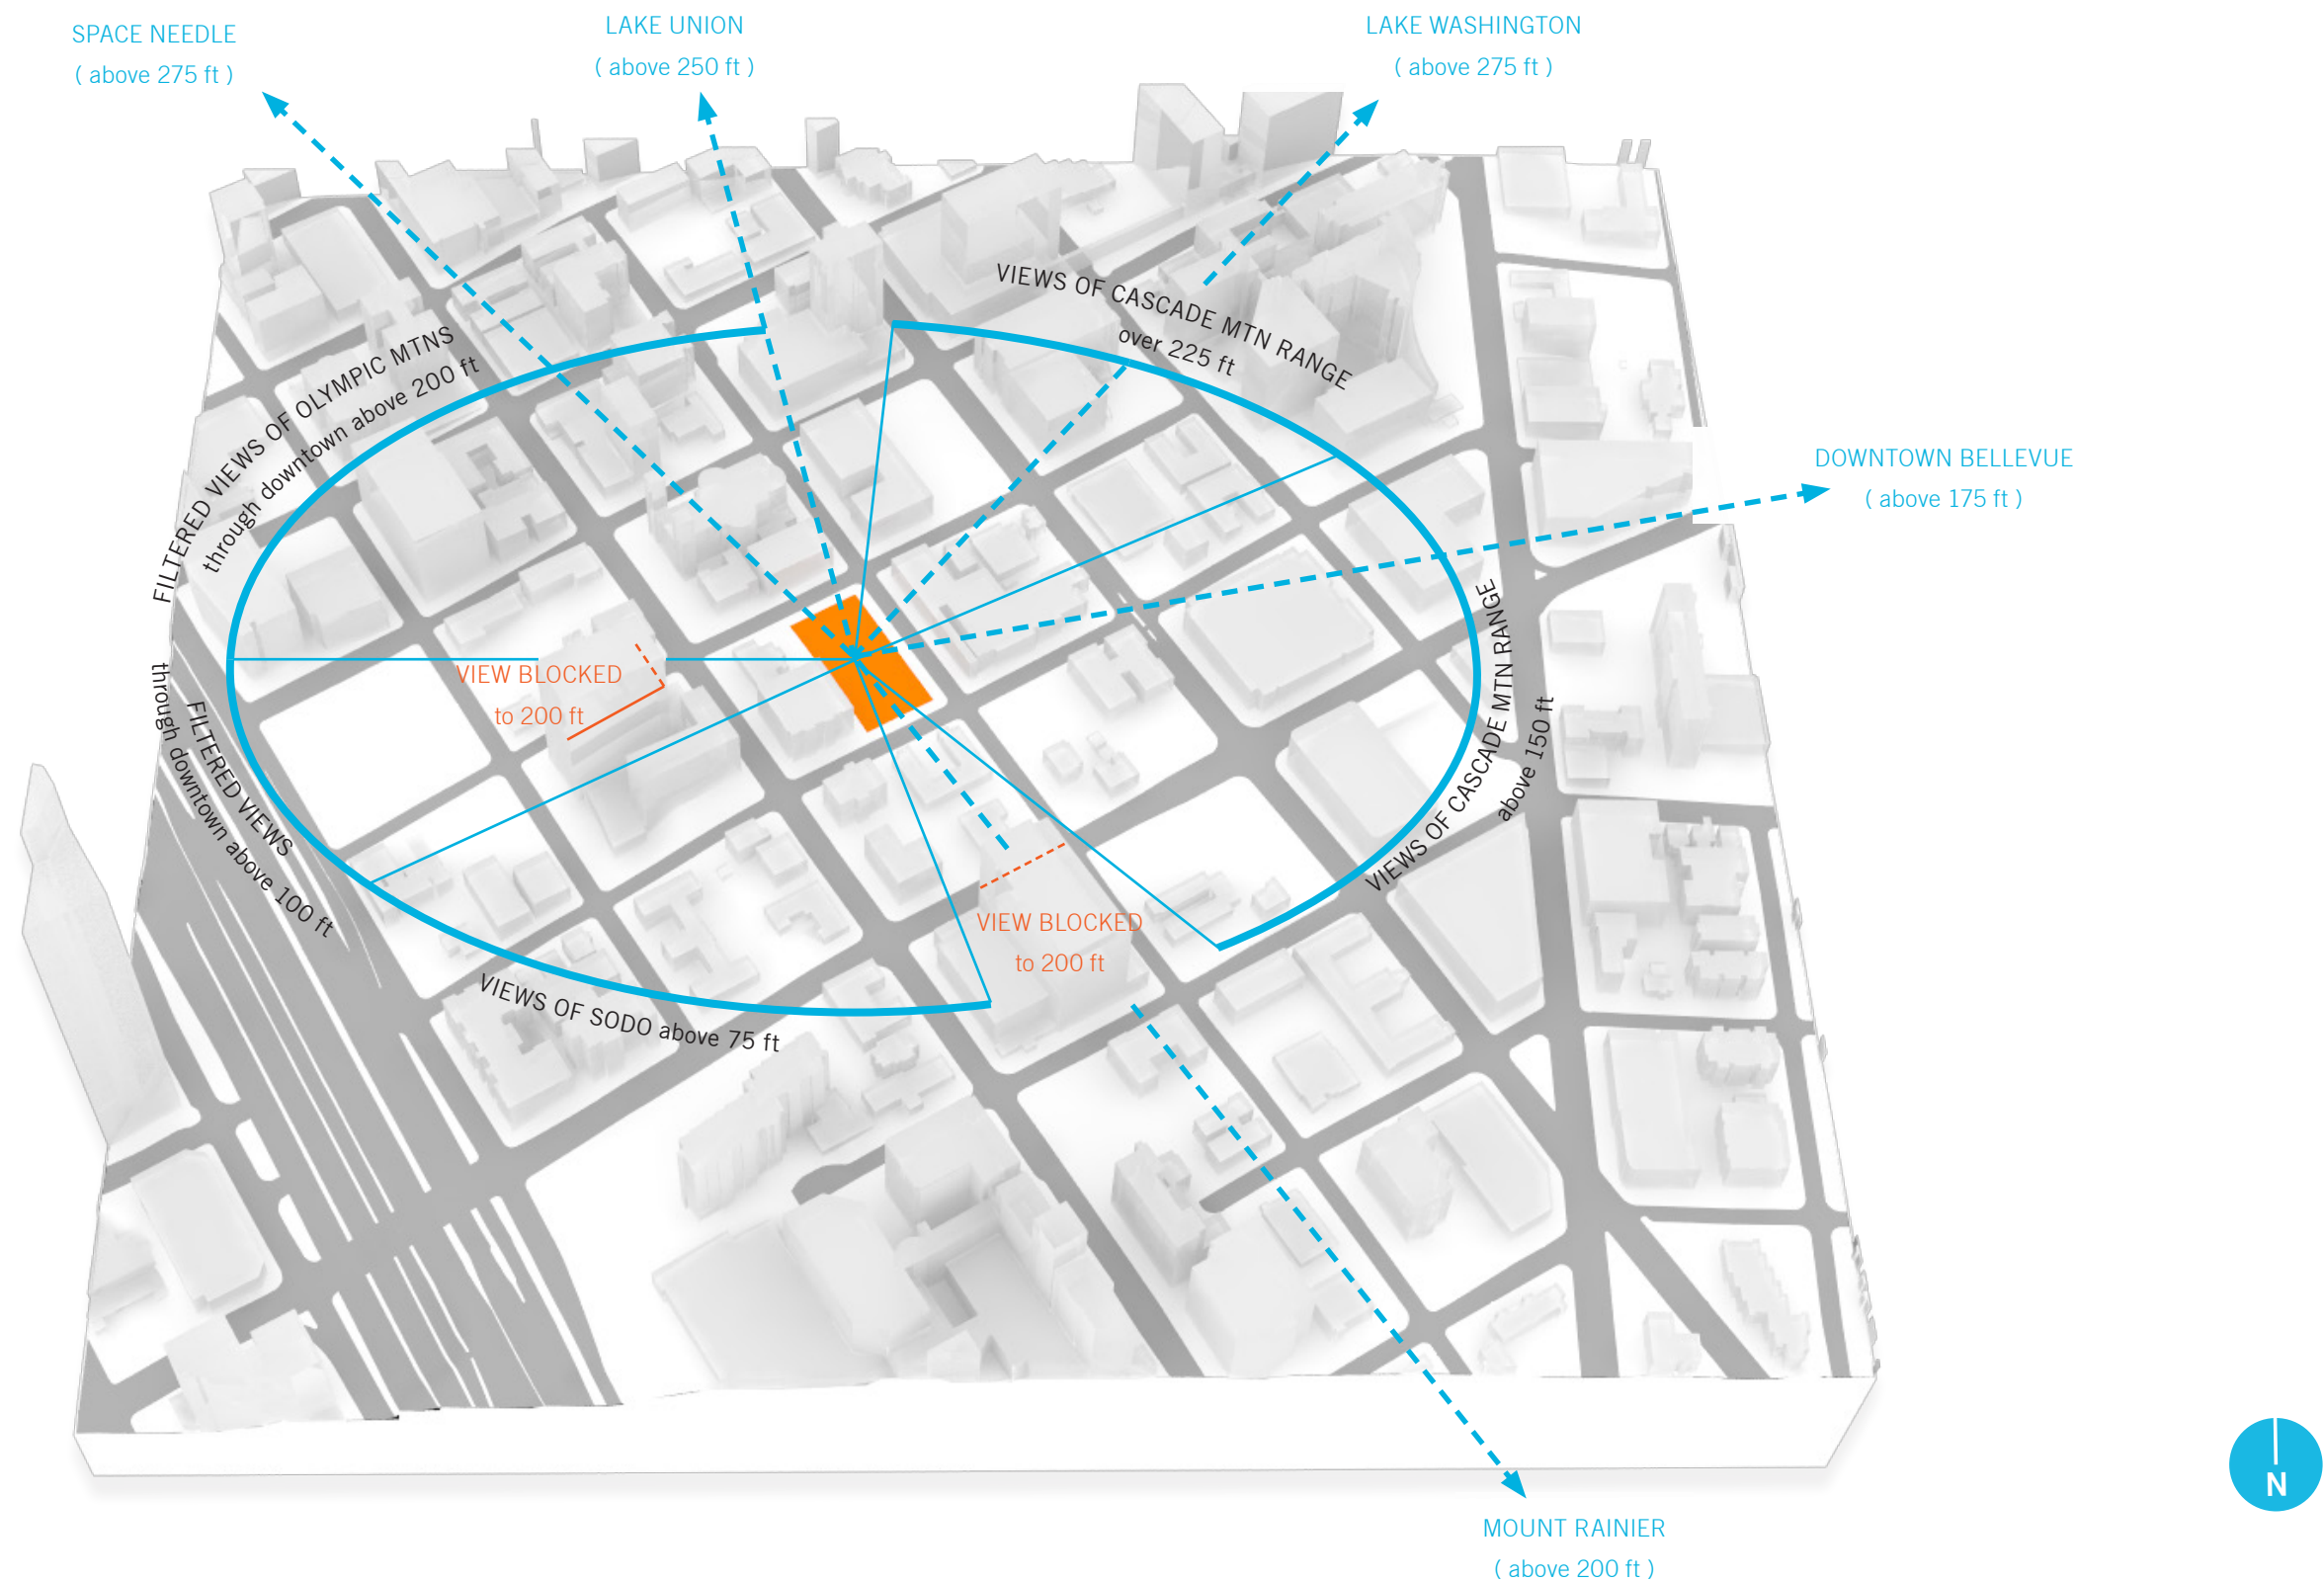 SPACE NEEDLE
( above 275 ft )
LAKE UNION
( above 250 ft )
LAKE WASHINGTON
( above 275 ft )
VIEWS OF CASCADE MTN RANGE
over 225 ft
FILTERED VIEWS OF OLYMPIC MTNS
through downtown above 200 ft
DOWNTOWN BELLEVUE
( above 175 ft )
VIEW BLOCKED
to 200 ft
FILTERED VIEWS
through downtown above 100 ft
VIEWS OF CASCADE MTN RANGE
above 150 ft
VIEW BLOCKED
to 200 ft
VIEWS OF SODO above 75 ft
N
MOUNT RAINIER
( above 200 ft )